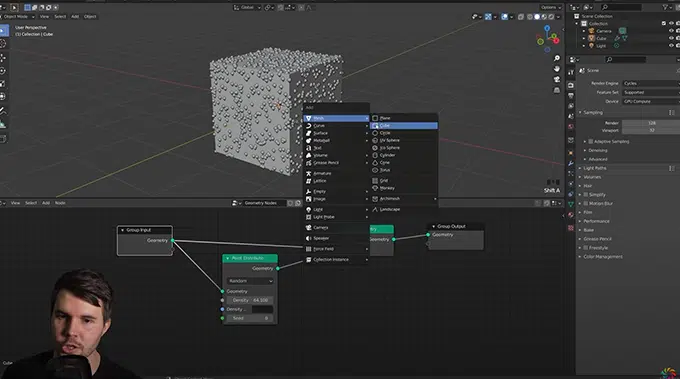 Object Mode
View
Select
Add
Object
Global
Options
User Perspective
(1) Collection | Cube
Add
Mesh
Curve
Surface
Metaball
Text
Volume
Grease Pencil
Armature
Lattice
Empty
Image
Light
Light Probe
Camera
Speaker
Force Field
Collection Instance
Plane
Cube
Circle
UV Sphere
Ico Sphere
Cylinder
Cone
Torus
Grid
Monkey
Archimesh
Landscape
Shift A
View
Select
Add
Node
Geometry Nodes
Group Input
Geometry
Point Distribute
Geometry
Random
Geometry
Density
64.100
Density
Seed
0
Geometry
Group Output
Geometry
Cube
Scene Collection
Collection
Camera
Cube
Light
Scene
Render Engine
Cycles
Feature Set
Supported
Device
GPU Compute
Sampling
Render
128
Viewport
32
Adaptive Sampling
Denoising
Advanced
Light Paths
Volumes
Hair
Simplify
Motion Blur
Film
Performance
Bake
Grease Pencil
Freestyle
Color Management